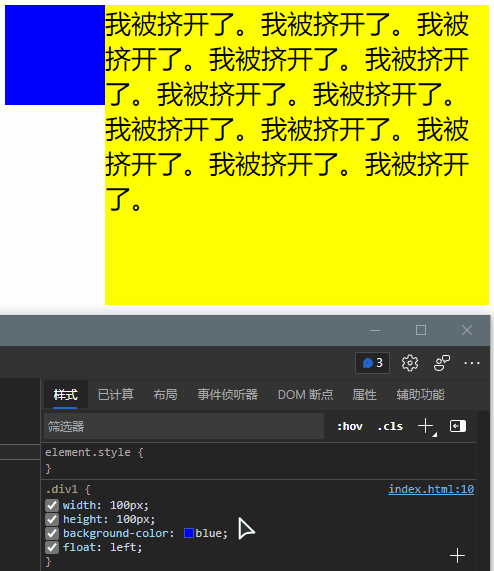 我被挤开了。我被挤开了。我被
挤开了。我被挤开了。我被挤开
了。我被挤开了。我被挤开了。
我被挤开了。我被挤开了。我被
挤开了。我被挤开了。我被挤开
了。
3
样式 已计算 布局 事件侦听器 DOM 断点 属性 辅助功能
筛选器 :hov .cls
element.style {
}
.div1 { index.html:10
width: 100px;
height: 100px;
background-color: blue;
float: left;
}